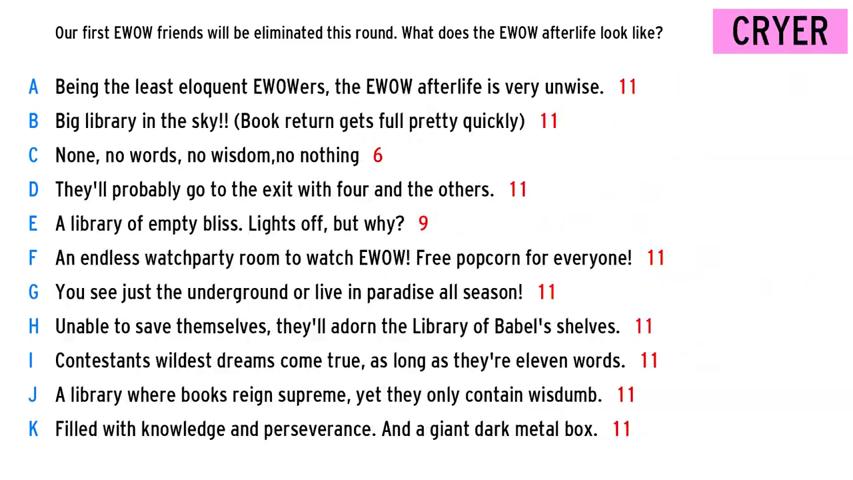 Our first EWOW friends will be eliminated this round. What does the EWOW afterlife look like?
CRYER
A Being the least eloquent EWOWers, the EWOW afterlife is very unwise. 11
B Big library in the sky!! (Book return gets full pretty quickly) 11
C None, no words, no wisdom,no nothing 6
D They'll probably go to the exit with four and the others. 11
E A library of empty bliss. Lights off, but why? 9
F An endless watchparty room to watch EWOW! Free popcorn for everyone! 11
G You see just the underground or live in paradise all season! 11
H Unable to save themselves, they'll adorn the Library of Babel's shelves. 11
I Contestants wildest dreams come true, as long as they're eleven words. 11
J A library where books reign supreme, yet they only contain wisdumb. 11
K Filled with knowledge and perseverance. And a giant dark metal box. 11